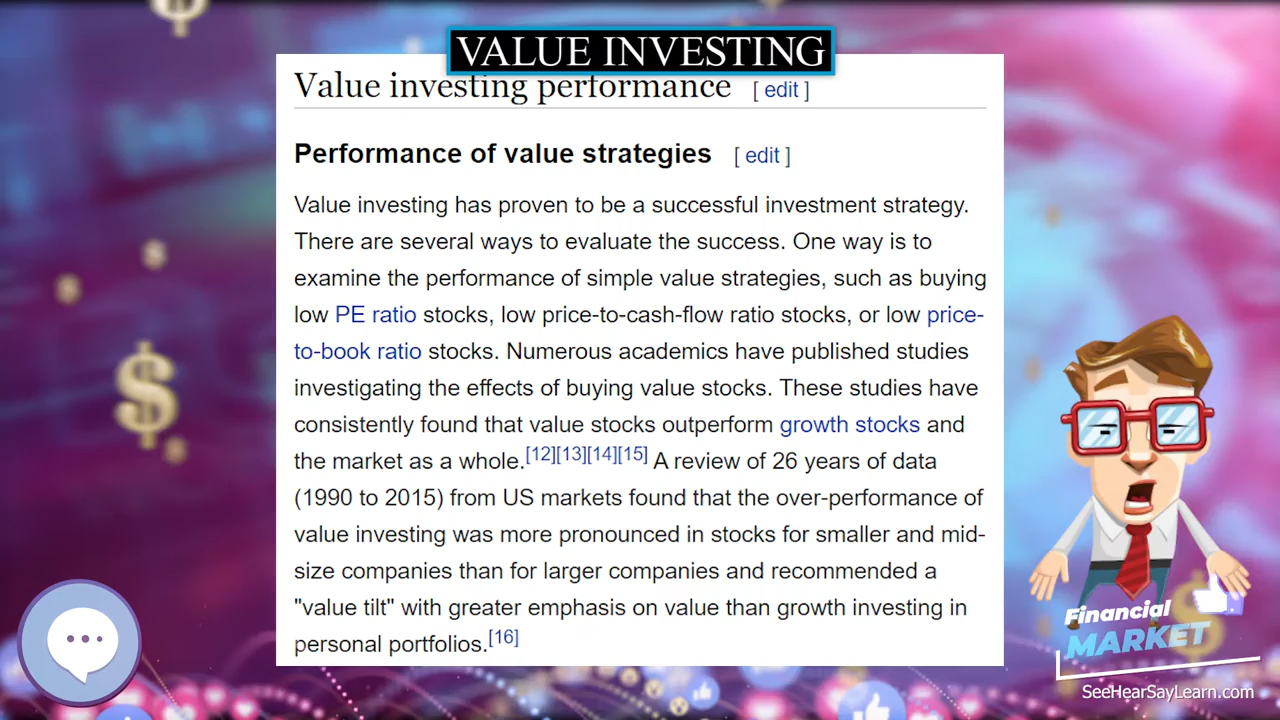 VALUE INVESTING
Value investing performance [ edit ]
Performance of value strategies [ edit ]
Value investing has proven to be a successful investment strategy.
There are several ways to evaluate the success. One way is to
examine the performance of simple value strategies, such as buying
low PE ratio stocks, low price-to-cash-flow ratio stocks, or low price-
to-book ratio stocks. Numerous academics have published studies
investigating the effects of buying value stocks. These studies have
consistently found that value stocks outperform growth stocks and
the market as a whole.[12][13][14][15] A review of 26 years of data
(1990 to 2015) from US markets found that the over-performance of
value investing was more pronounced in stocks for smaller and mid-
size companies than for larger companies and recommended a
"value tilt" with greater emphasis on value than growth investing in
personal portfolios.[16]
Financial
MARKET
SeeHearSayLearn.com